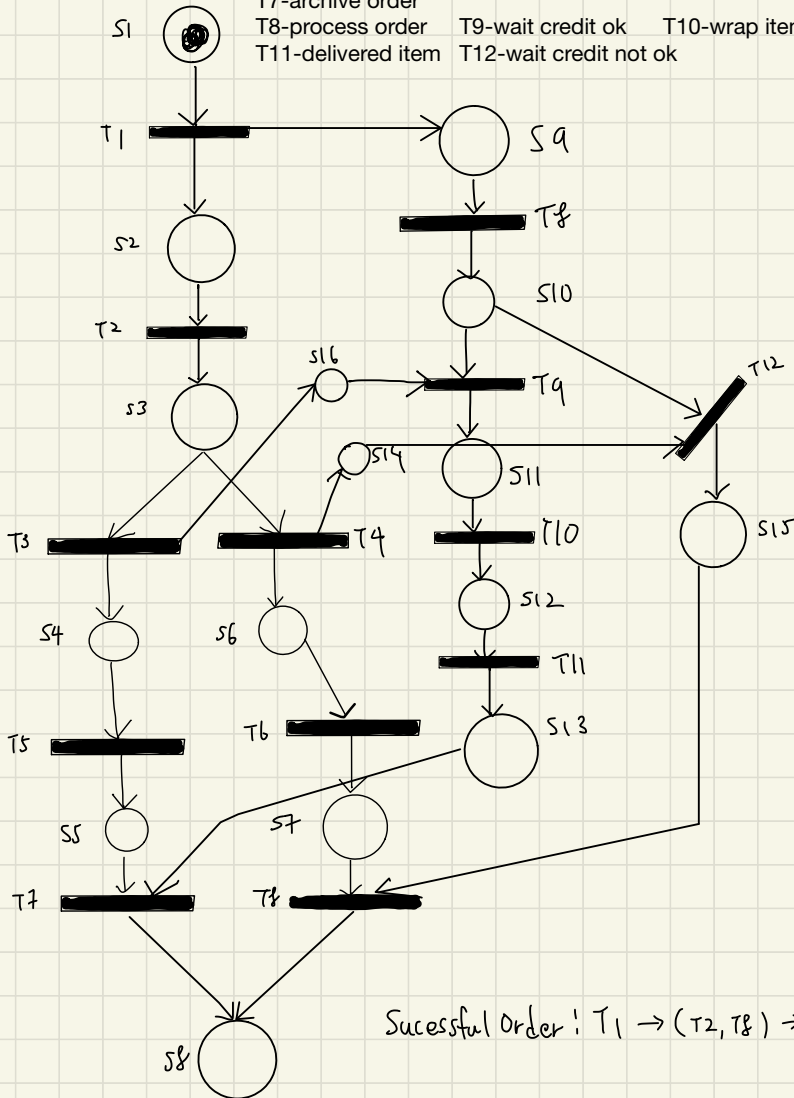 T7-archive order
T8-process order T9-wait credit ok T10-wrap item
T11-delivered item T12-wait credit not ok
S1
T1
S9
T8
S2
S10
T2
S16
T9
T12
S3
S14
S11
T3
T4
T10
S15
S4
S6
S12
T11
T5
T6
S13
S5
S7
T7
T8
Sucessful Order: T1 → (T2, T8) →
S8